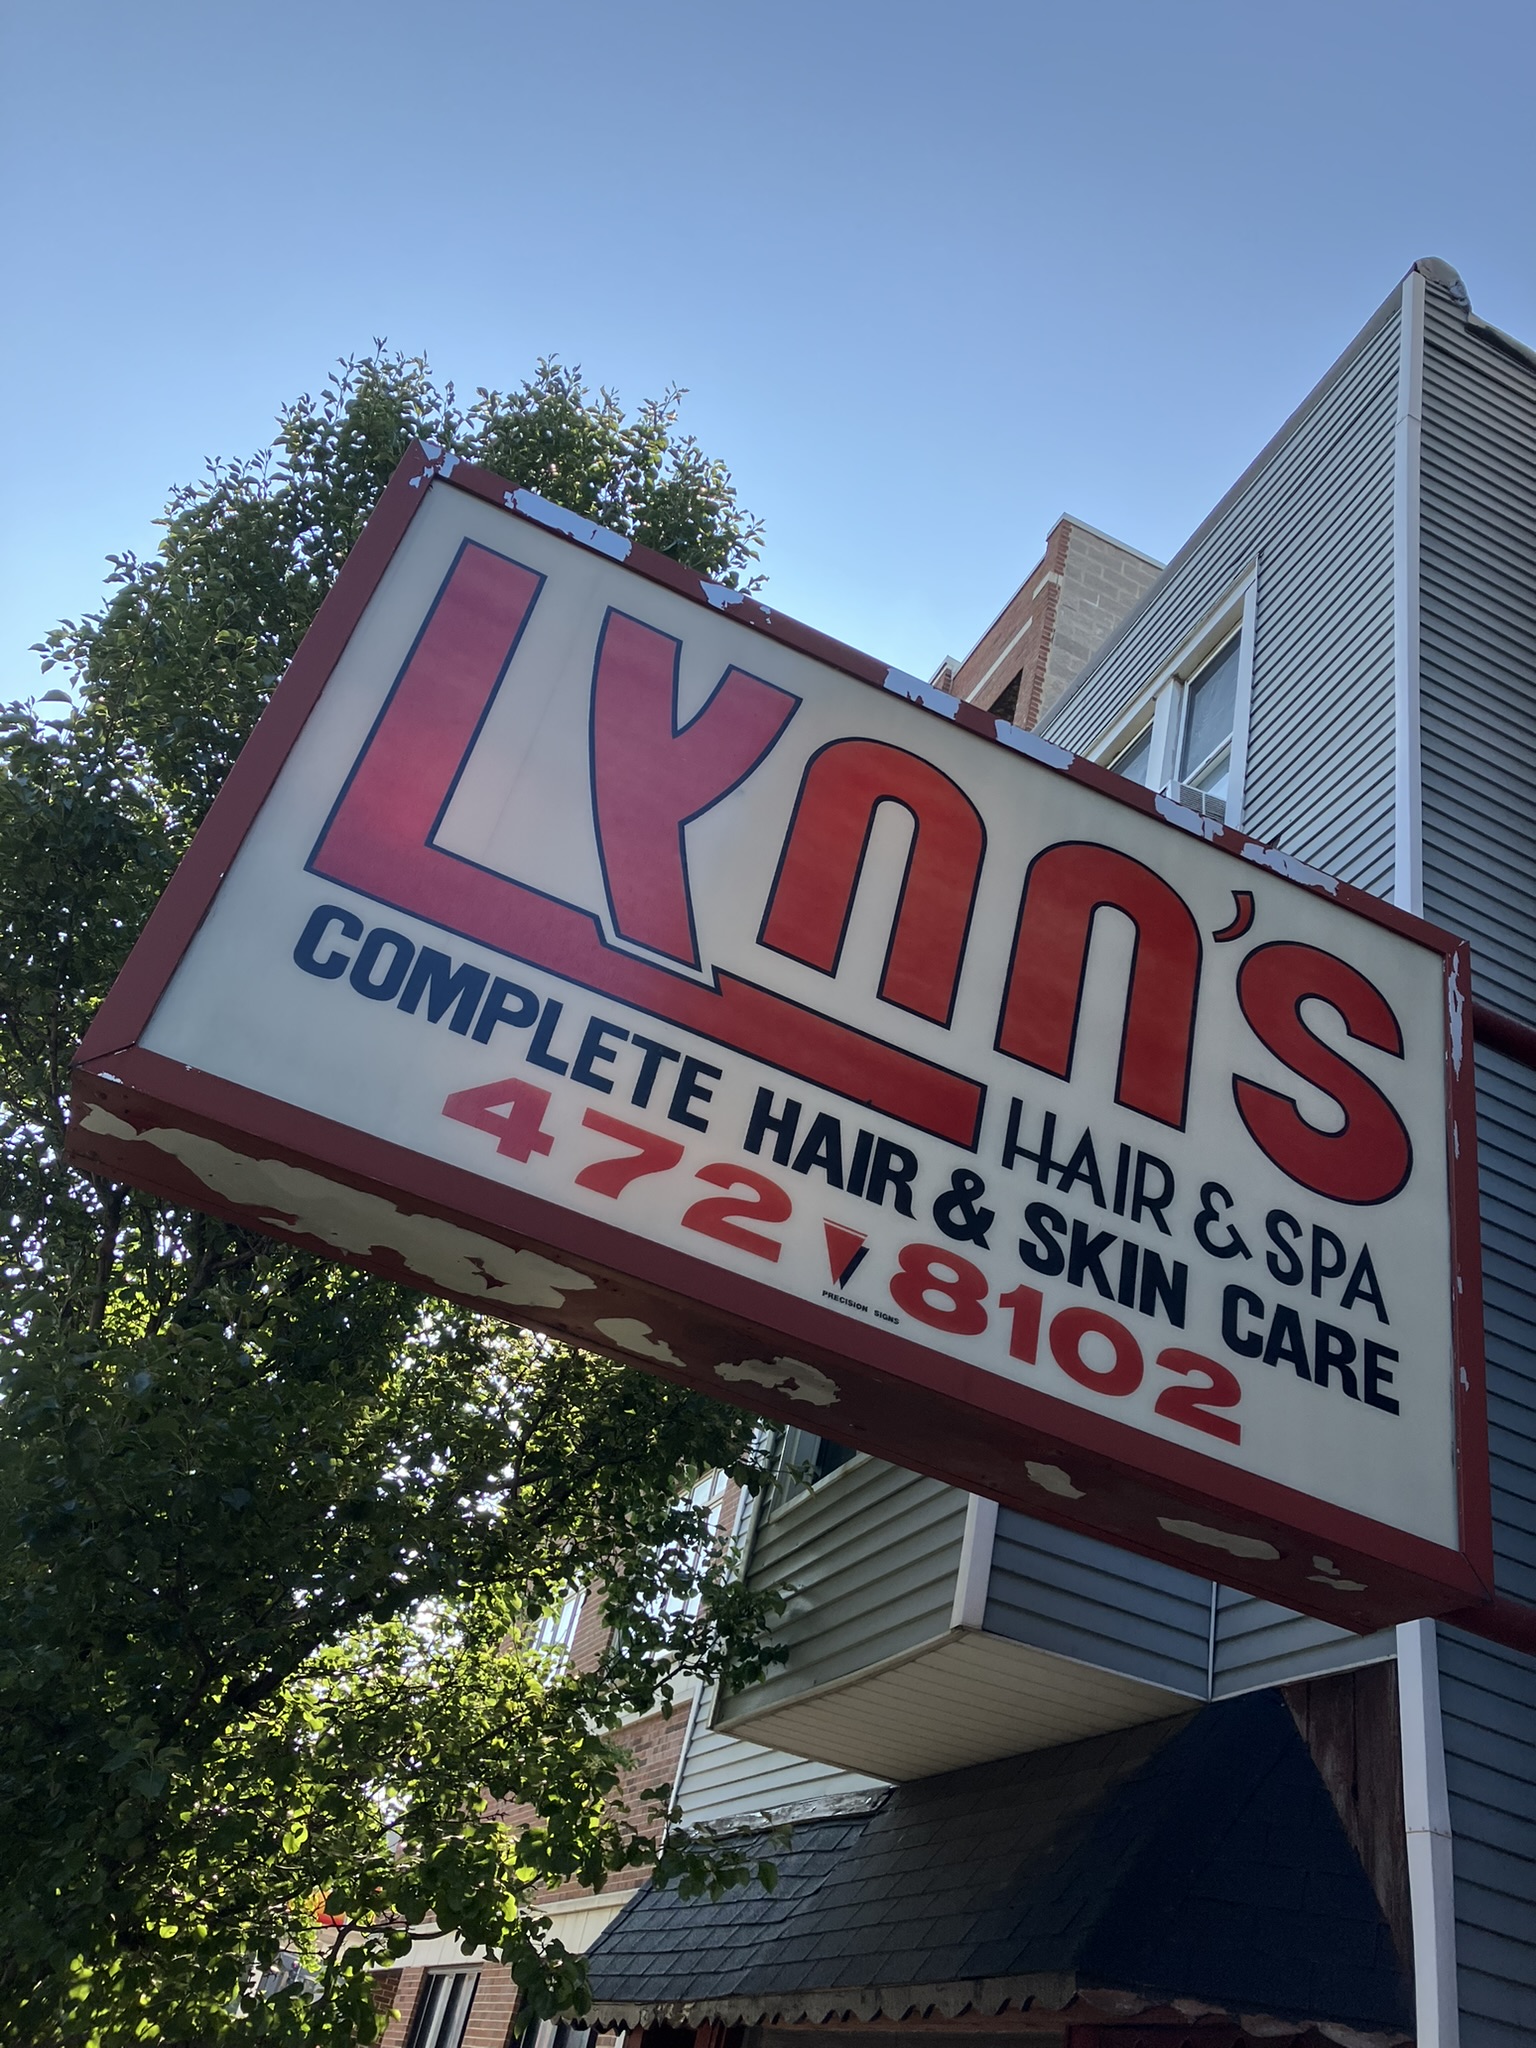 Lynn's
HAIR & SPA
COMPLETE HAIR & SKIN CARE
472 8102
PRECISION SIGNS